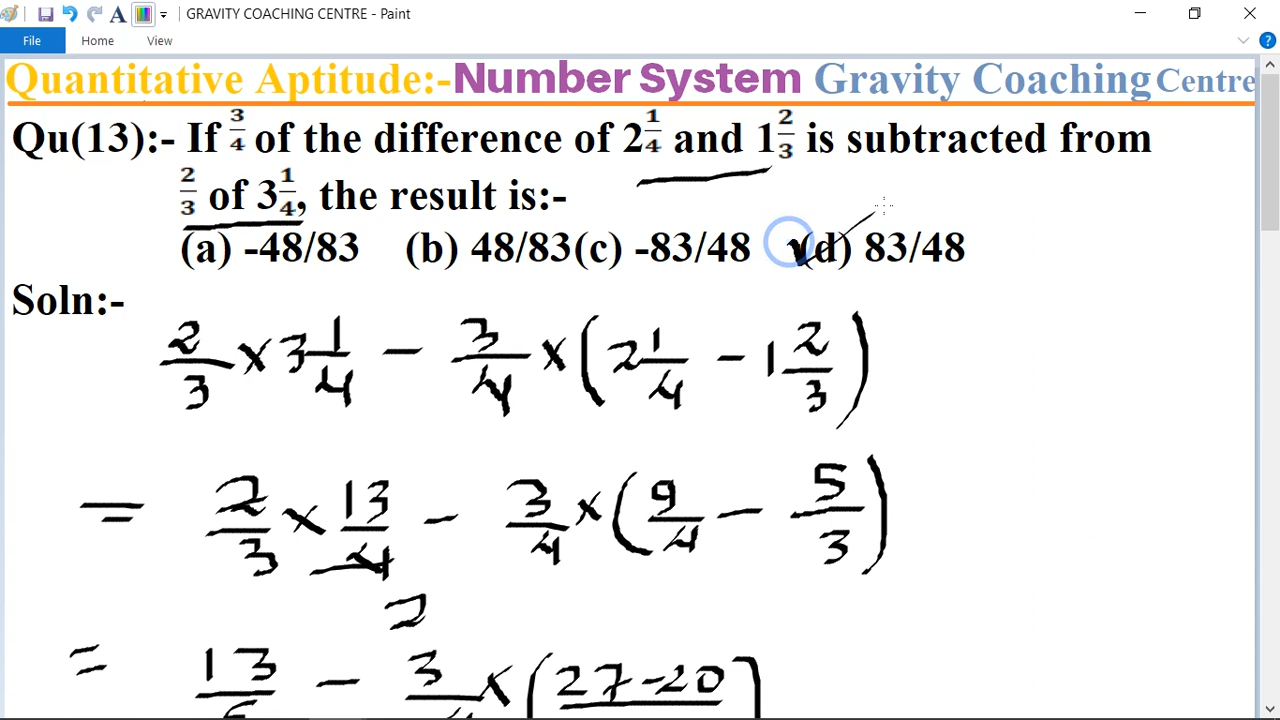 GRAVITY COACHING CENTRE - Paint
File Home View
Quantitative Aptitude:-Number System Gravity Coaching Centre
Qu(13):- If 3/4 of the difference of 2 1/4 and 1 2/3 is subtracted from
2/3 of 3 1/4, the result is:-
(a) -48/83 (b) 48/83(c) -83/48 (d) 83/48
Soln:-
2/3 × 3 1/4 - 3/4 × (2 1/4 - 1 2/3)
= 2/3 × 13/4 - 3/4 × (9/4 - 5/3)
2
= 13/6 - 3/4 × (27-20